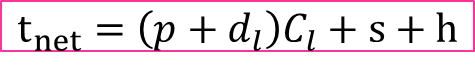 t_net = (p + d_l)C_l + s + h